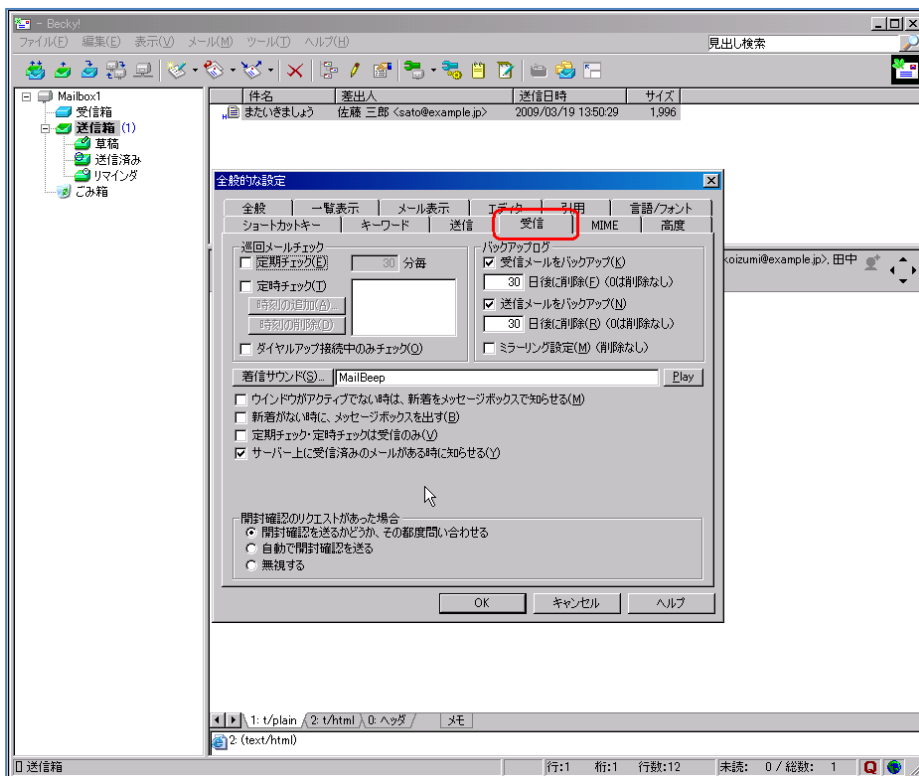 - Becky!
ファイル(F) 編集(E) 表示(V) メール(M) ツール(T) ヘルプ(H)
見出し検索
Mailbox1
受信箱
送信箱 (1)
草稿
送信済み
リマインダ
ごみ箱
件名 差出人 送信日時 サイズ
またいきましょう 佐藤 三郎 <sato@example.jp> 2009/03/19 13:50:29 1,996
koizumi@example.jp>, 田中
全般的な設定
全般 一覧表示 メール表示 エディタ 引用 言語/フォント
ショートカットキー キーワード 送信 受信 MIME 高度
巡回メールチェック
定期チェック(E) 30 分毎
定時チェック(T)
時刻の追加(A)...
時刻の削除(D)
ダイヤルアップ接続中のみチェック(O)
バックアップログ
受信メールをバックアップ(K)
30 日後に削除(F) (0は削除なし)
送信メールをバックアップ(N)
30 日後に削除(R) (0は削除なし)
ミラーリング設定(M) (削除なし)
着信サウンド(S)... MailBeep Play
ウインドウがアクティブでない時は、新着をメッセージボックスで知らせる(M)
新着がない時に、メッセージボックスを出す(B)
定期チェック・定時チェックは受信のみ(V)
サーバー上に受信済みのメールがある時に知らせる(Y)
開封確認のリクエストがあった場合
開封確認を送るかどうか、その都度問い合わせる
自動で開封確認を送る
無視する
OK キャンセル ヘルプ
1: t/plain 2: t/html 0: ヘッダ メモ
2: (text/html)
送信箱 行:1 桁:1 行数:12 未読: 0 / 総数: 1 Q